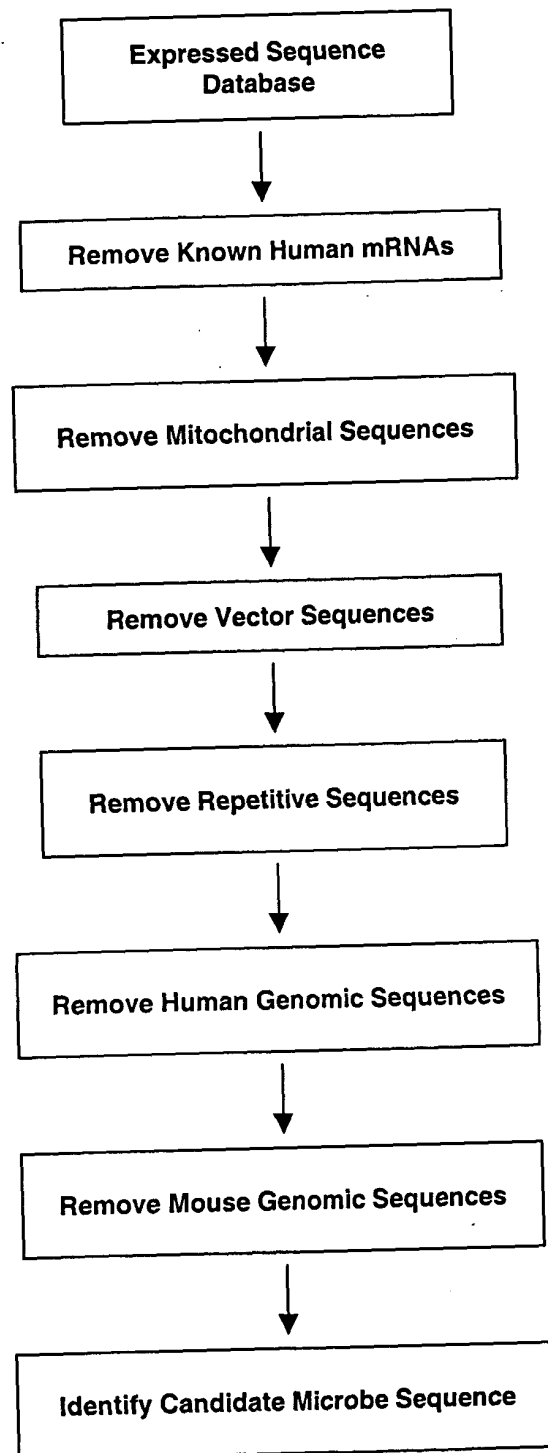 Expressed Sequence
Database
Remove Known Human mRNAs
Remove Mitochondrial Sequences
Remove Vector Sequences
Remove Repetitive Sequences
Remove Human Genomic Sequences
Remove Mouse Genomic Sequences
Identify Candidate Microbe Sequence